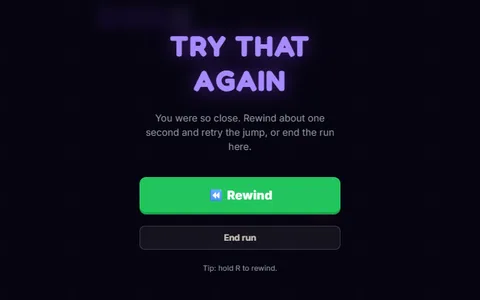 TRY THAT
AGAIN
You were so close. Rewind about one
second and retry the jump, or end the run
here.
⏪ Rewind
End run
Tip: hold R to rewind.